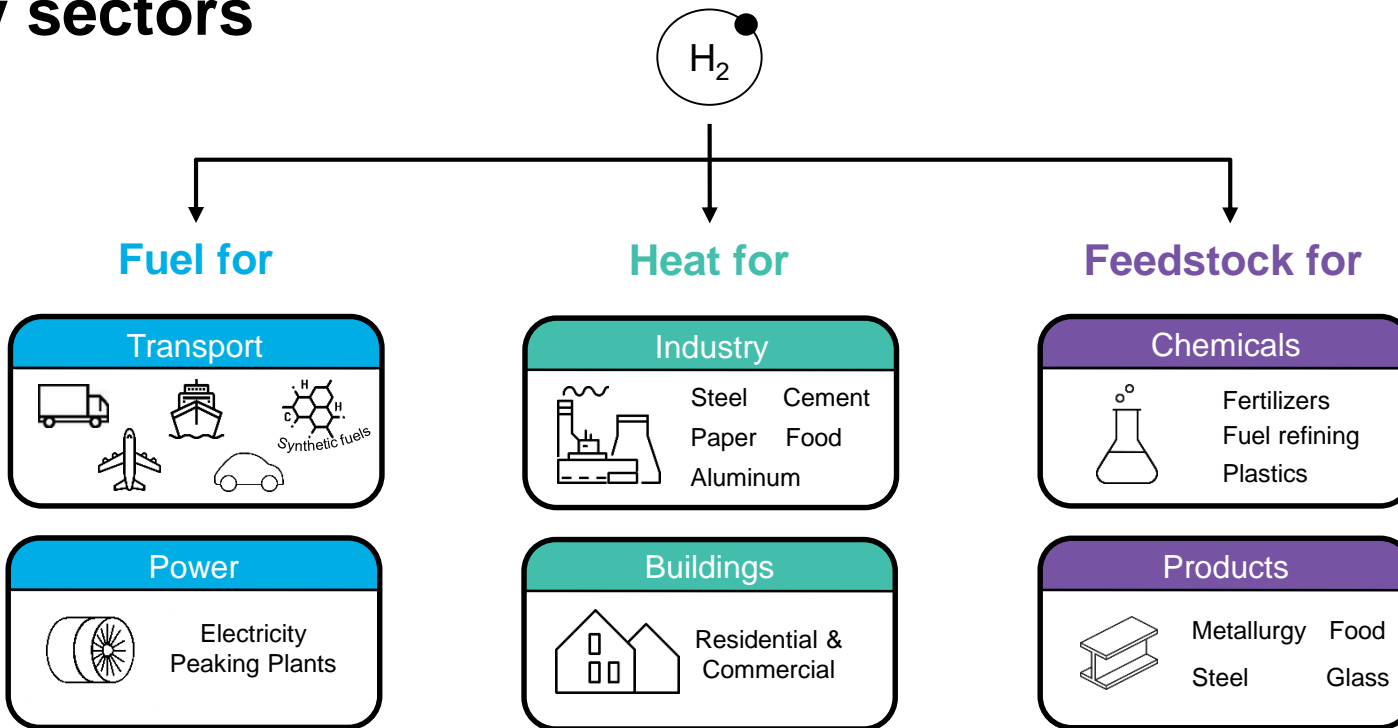 sectors
H₂
Fuel for
Heat for
Feedstock for
Transport
H
C
H
Synthetic fuels
Industry
Steel Cement
Paper Food
Aluminum
Chemicals
Fertilizers
Fuel refining
Plastics
Power
Electricity
Peaking Plants
Buildings
Residential &
Commercial
Products
Metallurgy Food
Steel Glass